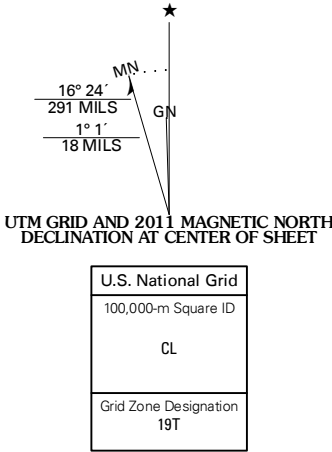 ★
MN
GN
16° 24´
291 MILS
1° 1´
18 MILS
UTM GRID AND 2011 MAGNETIC NORTH
DECLINATION AT CENTER OF SHEET
U.S. National Grid
100,000-m Square ID
CL
Grid Zone Designation
19T